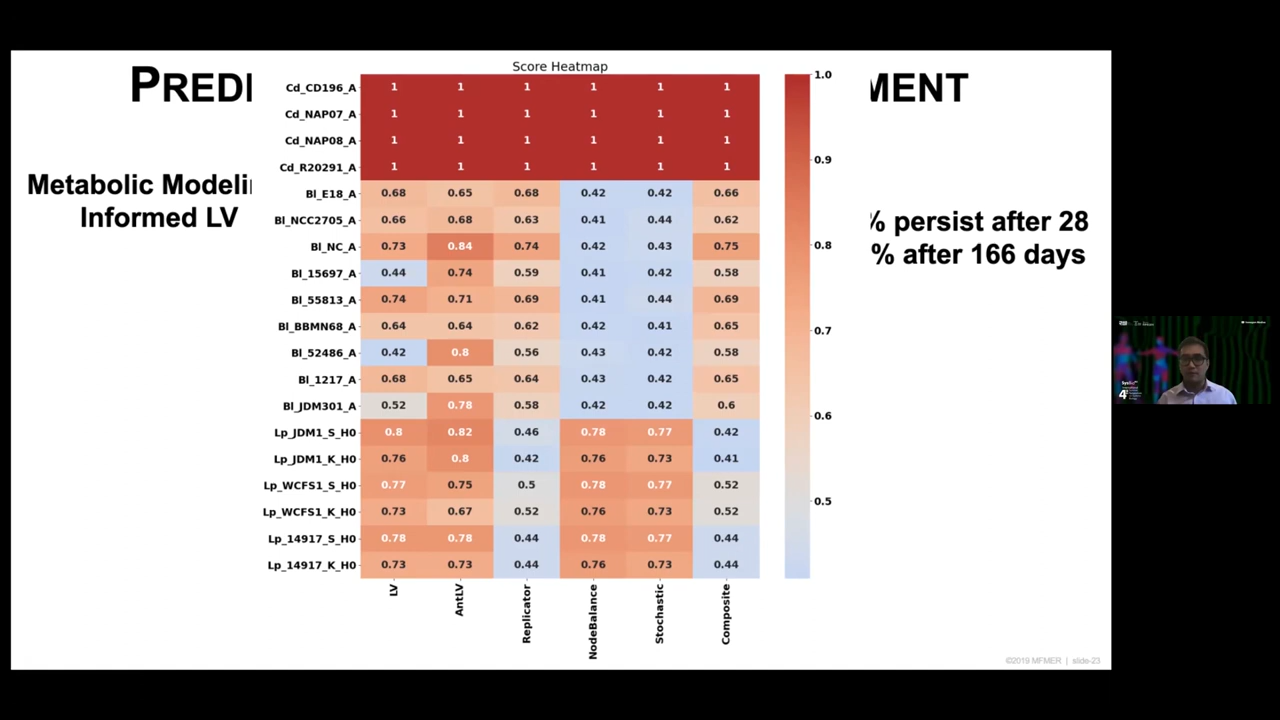 PREDI
MENT
Score Heatmap
Metabolic Modeli
Informed LV
% persist after 28
% after 166 days
Cd_CD196_A 1 1 1 1 1 1
Cd_NAP07_A 1 1 1 1 1 1
Cd_NAP08_A 1 1 1 1 1 1
Cd_R20291_A 1 1 1 1 1 1
Bl_E18_A 0.68 0.65 0.68 0.42 0.42 0.66
Bl_NCC2705_A 0.66 0.68 0.63 0.41 0.44 0.62
Bl_NC_A 0.73 0.84 0.74 0.42 0.43 0.75
Bl_15697_A 0.44 0.74 0.59 0.41 0.42 0.58
Bl_55813_A 0.74 0.71 0.69 0.41 0.44 0.69
Bl_BBMN68_A 0.64 0.64 0.62 0.42 0.41 0.65
Bl_52486_A 0.42 0.8 0.56 0.43 0.42 0.58
Bl_1217_A 0.68 0.65 0.64 0.43 0.42 0.65
Bl_JDM301_A 0.52 0.78 0.58 0.42 0.42 0.6
Lp_JDM1_S_H0 0.8 0.82 0.46 0.78 0.77 0.42
Lp_JDM1_K_H0 0.76 0.8 0.42 0.76 0.73 0.41
Lp_WCFS1_S_H0 0.77 0.75 0.5 0.78 0.77 0.52
Lp_WCFS1_K_H0 0.73 0.67 0.52 0.76 0.73 0.52
Lp_14917_S_H0 0.78 0.78 0.44 0.78 0.77 0.44
Lp_14917_K_H0 0.73 0.73 0.44 0.76 0.73 0.44
LV AntLV Replicator NodeBalance Stochastic Composite
1.0
0.9
0.8
0.7
0.6
0.5
©2019 MFMER | slide-23